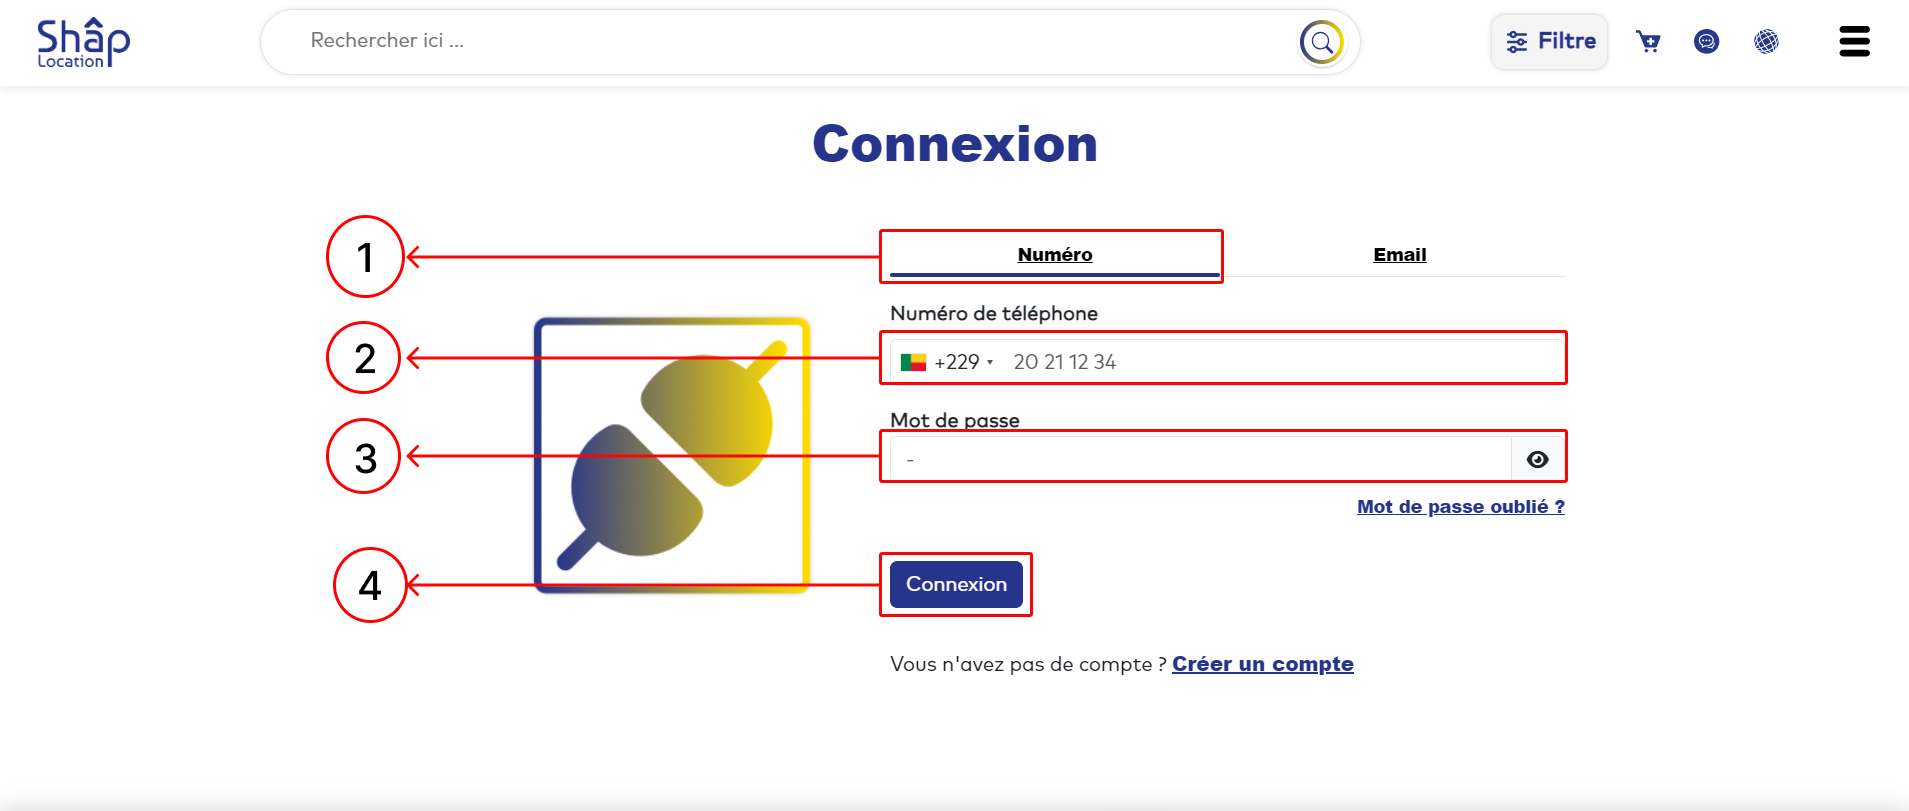 Shâp
Location
Rechercher ici ...
Filtre
Connexion
1
Numéro
Email
Numéro de téléphone
2
+229
20 21 12 34
Mot de passe
3
-
Mot de passe oublié ?
4
Connexion
Vous n'avez pas de compte ? Créer un compte